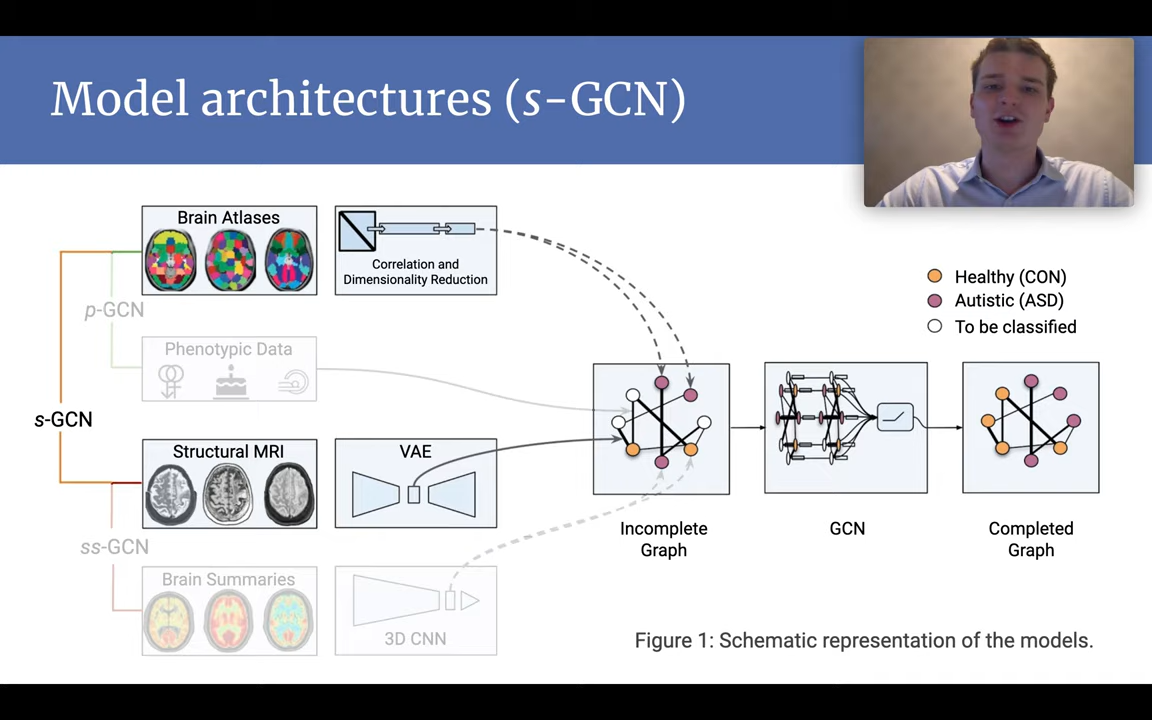 Model architectures (s-GCN)
Brain Atlases
Correlation and
Dimensionality Reduction
Healthy (CON)
Autistic (ASD)
To be classified
p-GCN
Phenotypic Data
s-GCN
Structural MRI
VAE
ss-GCN
Brain Summaries
3D CNN
Incomplete
Graph
GCN
Completed
Graph
Figure 1: Schematic representation of the models.